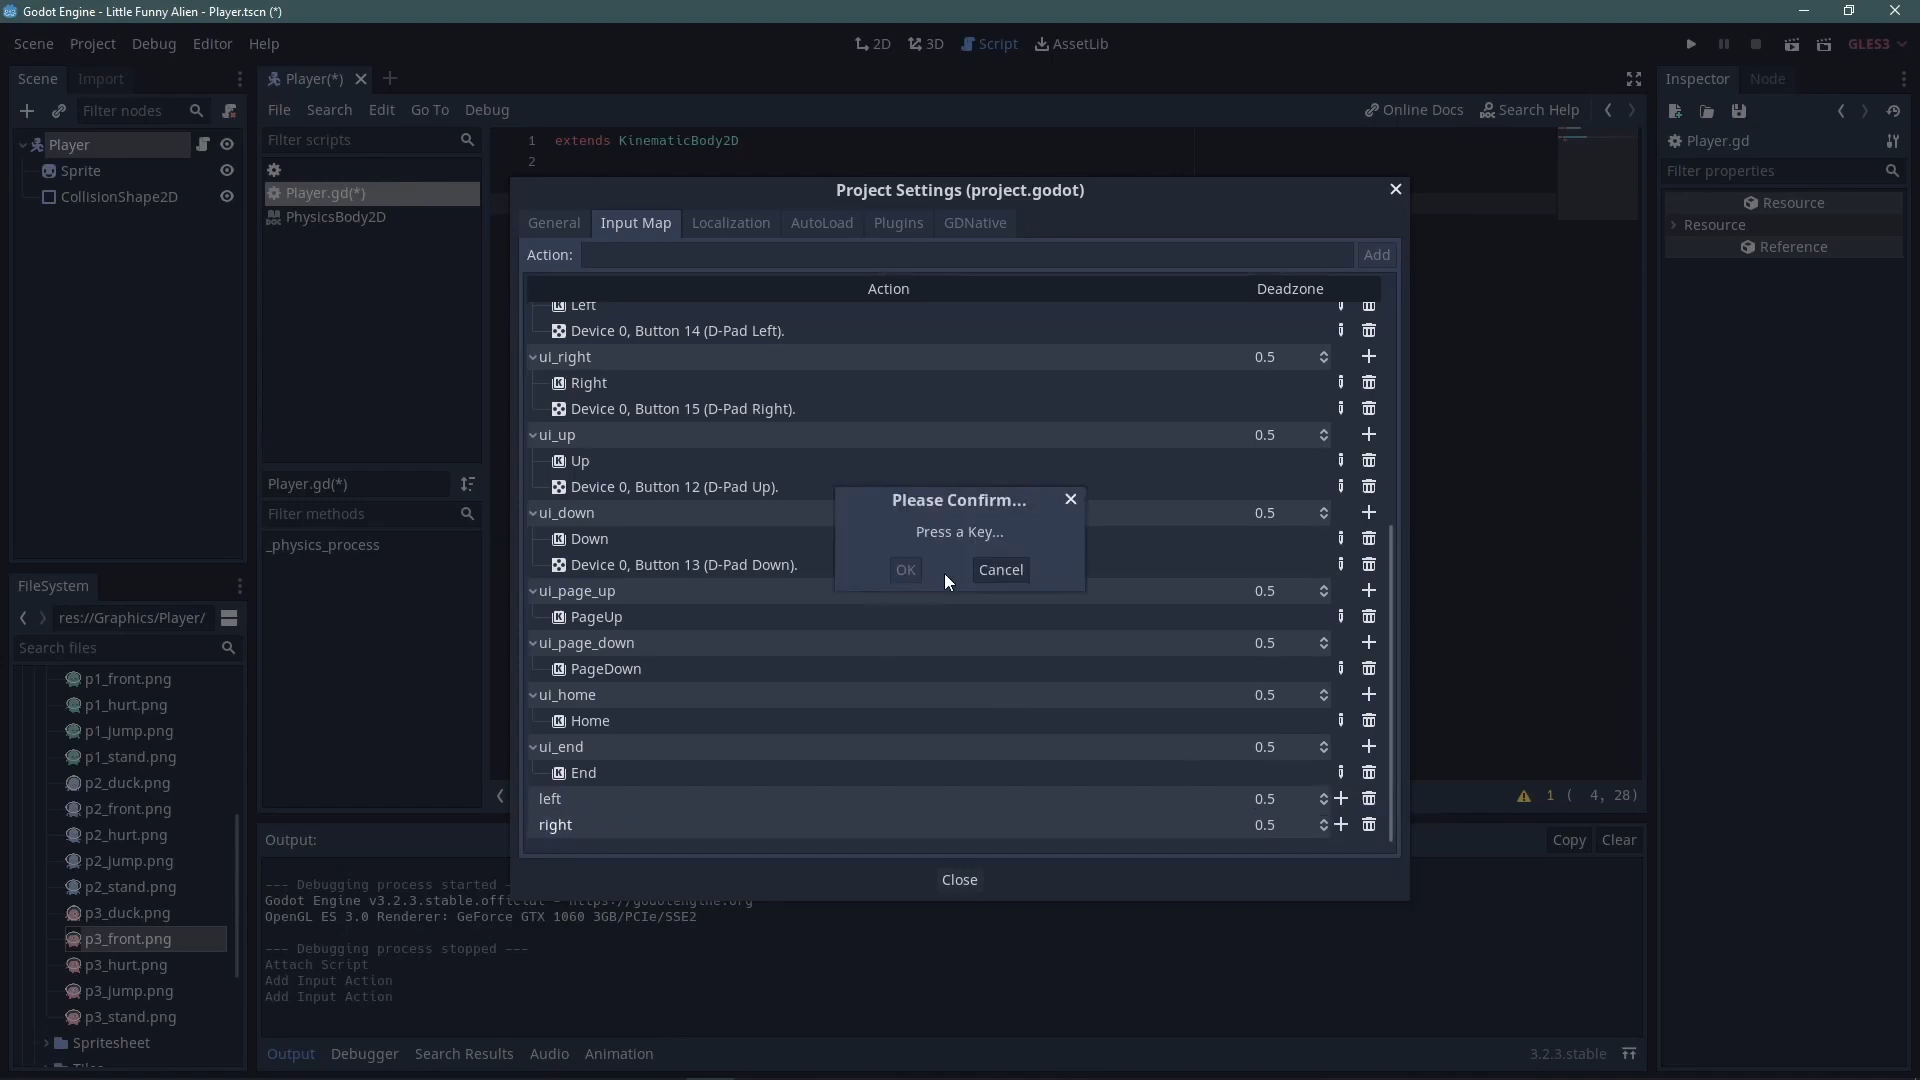 Godot Engine - Little Funny Alien - Player.tscn (*)
Scene Project Debug Editor Help
2D 3D Script AssetLib
GLES3
Scene Import
Filter nodes
Player
Sprite
CollisionShape2D
Player(*)
File Search Edit Go To Debug
Online Docs Search Help
Filter scripts
Player.gd(*)
PhysicsBody2D
Player.gd(*)
Filter methods
_physics_process
1 extends KinematicBody2D
2
Project Settings (project.godot)
General Input Map Localization AutoLoad Plugins GDNative
Action: Add
Action Deadzone
Left
Device 0, Button 14 (D-Pad Left).
ui_right 0.5
Right
Device 0, Button 15 (D-Pad Right).
ui_up 0.5
Up
Device 0, Button 12 (D-Pad Up).
ui_down 0.5
Down
Device 0, Button 13 (D-Pad Down).
ui_page_up 0.5
PageUp
ui_page_down 0.5
PageDown
ui_home 0.5
Home
ui_end 0.5
End
left 0.5
right 0.5
Close
Please Confirm...
Press a Key...
OK Cancel
1 ( 4, 28)
FileSystem
res://Graphics/Player/
Search files
p1_front.png
p1_hurt.png
p1_jump.png
p1_stand.png
p2_duck.png
p2_front.png
p2_hurt.png
p2_jump.png
p2_stand.png
p3_duck.png
p3_front.png
p3_hurt.png
p3_jump.png
p3_stand.png
Spritesheet
Output: Copy Clear
--- Debugging process started
Godot Engine v3.2.3.stable.official - https://godotengine.org
OpenGL ES 3.0 Renderer: GeForce GTX 1060 3GB/PCIe/SSE2
--- Debugging process stopped ---
Attach Script
Add Input Action
Add Input Action
Output Debugger Search Results Audio Animation
3.2.3.stable
Inspector Node
Player.gd
Filter properties
Resource
Resource
Reference